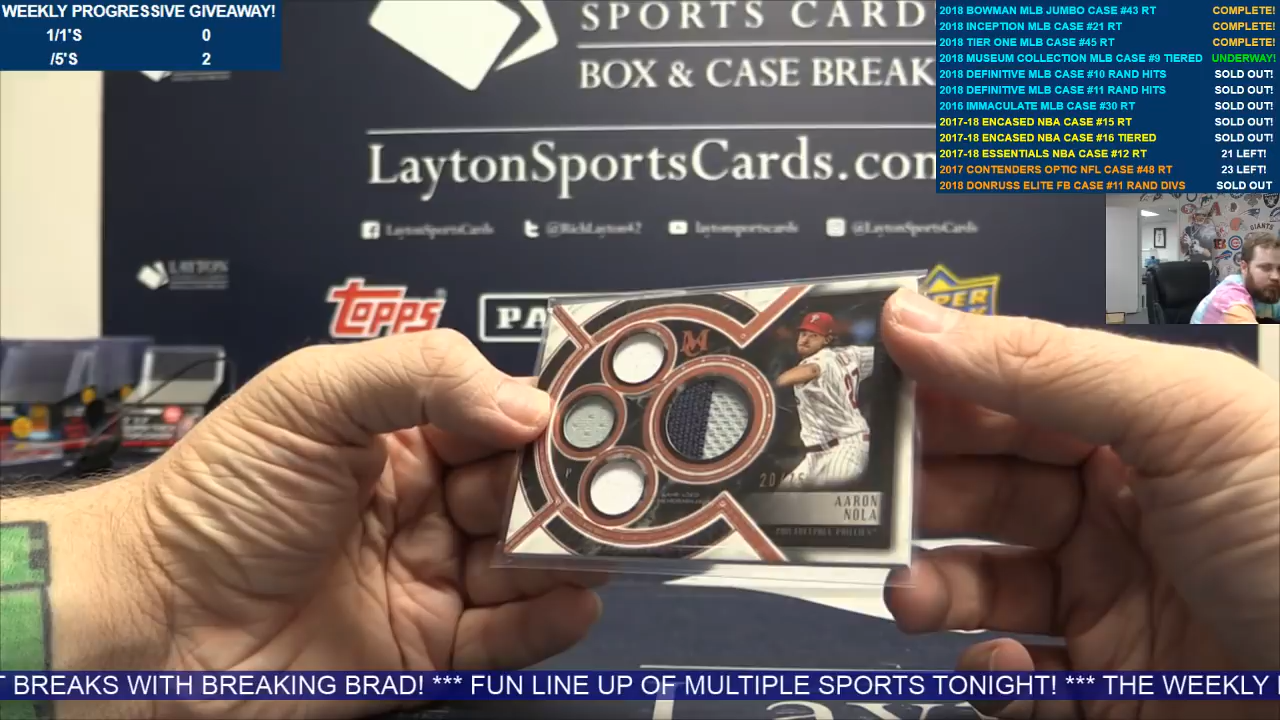 WEEKLY PROGRESSIVE GIVEAWAY!
1/1'S 0
/5'S 2
2018 BOWMAN MLB JUMBO CASE #43 RT COMPLETE!
2018 INCEPTION MLB CASE #21 RT COMPLETE!
2018 TIER ONE MLB CASE #45 RT COMPLETE!
2018 MUSEUM COLLECTION MLB CASE #9 TIERED UNDERWAY!
2018 DEFINITIVE MLB CASE #10 RAND HITS SOLD OUT!
2018 DEFINITIVE MLB CASE #11 RAND HITS SOLD OUT!
2016 IMMACULATE MLB CASE #30 RT SOLD OUT!
2017-18 ENCASED NBA CASE #15 RT SOLD OUT!
2017-18 ENCASED NBA CASE #16 TIERED SOLD OUT!
2017-18 ESSENTIALS NBA CASE #12 RT 21 LEFT!
2017 CONTENDERS OPTIC NFL CASE #48 RT 23 LEFT!
2018 DONRUSS ELITE FB CASE #11 RAND DIVS SOLD OUT
SPORTS CARD
BOX & CASE BREAK
LaytonSportsCards.com
LaytonSportsCards @RichLayton42 laytonsportscards @LaytonSportsCards
LAYTON
TOPPS PA PER
GIANTS
M
AARON
NOLA
PHILADELPHIA PHILLIES
T BREAKS WITH BREAKING BRAD! *** FUN LINE UP OF MULTIPLE SPORTS TONIGHT! *** THE WEEKLY
Lay